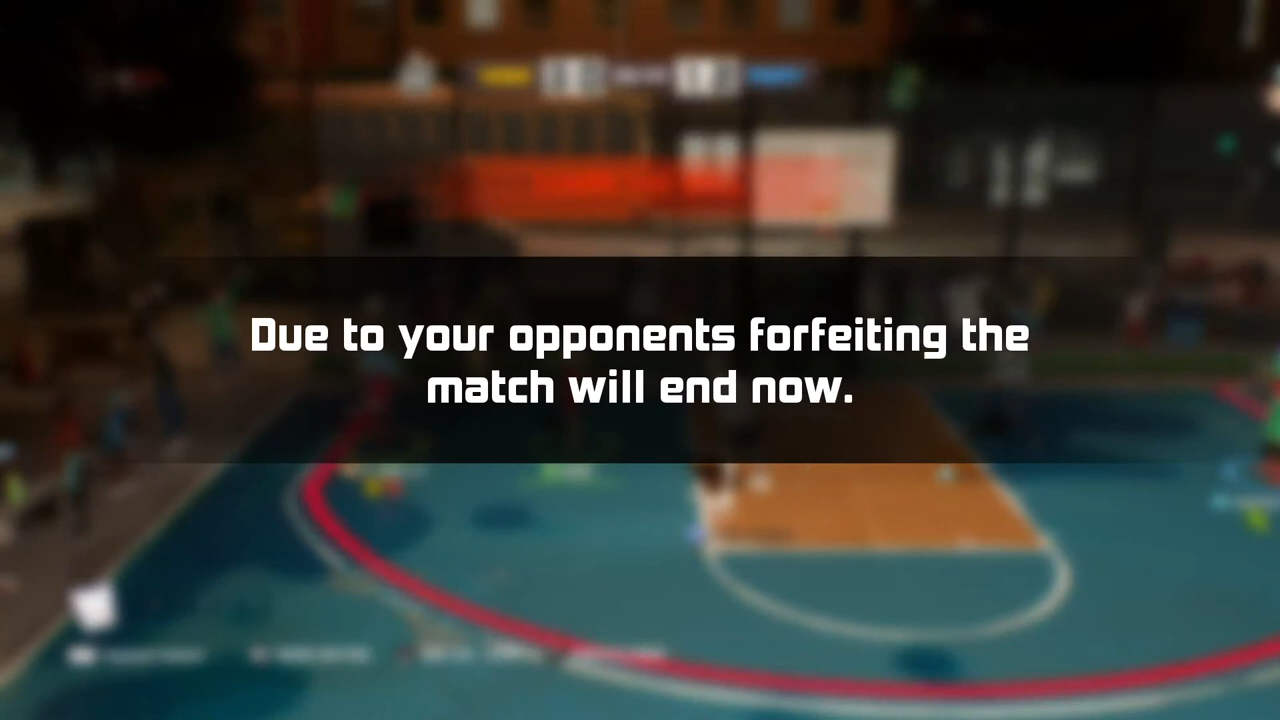 Due to your opponents forfeiting the
match will end now.